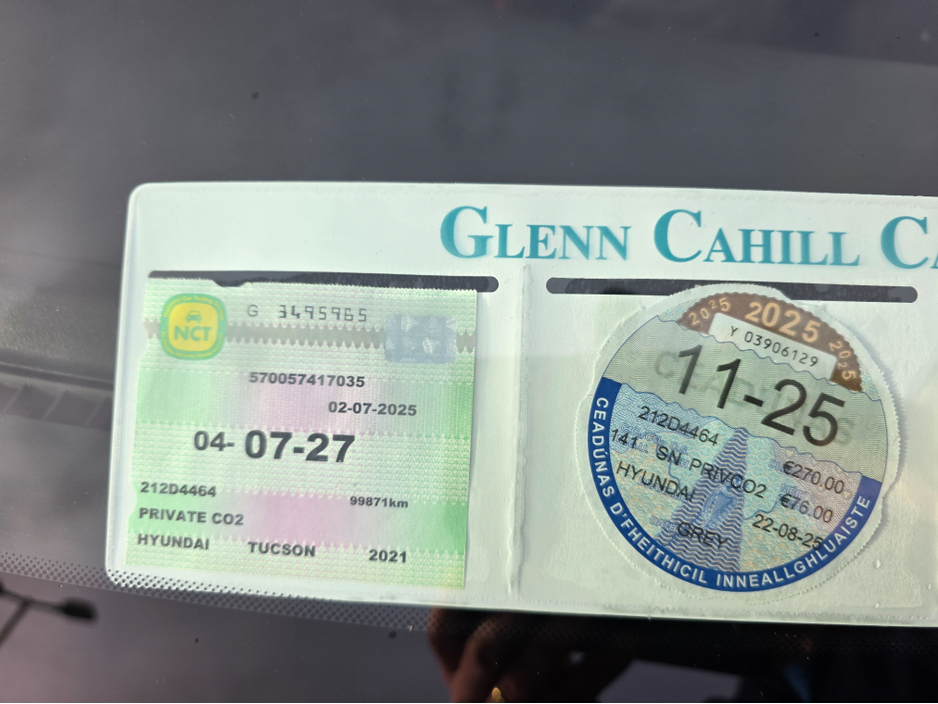 GLENN CAHILL
NCT
G 3495965
570057417035
02-07-2025
04-07-27
212D4464
99871km
PRIVATE CO2
HYUNDAI TUCSON 2021
2025 2025 2025
Y 03906129
11-25
212D4464
141 SN PRIVCO2 €270.00
HYUNDAI €76.00
GREY 22-08-25
CEADÚNAS D'FHEITHICIL INNEALLGHLUAISTE